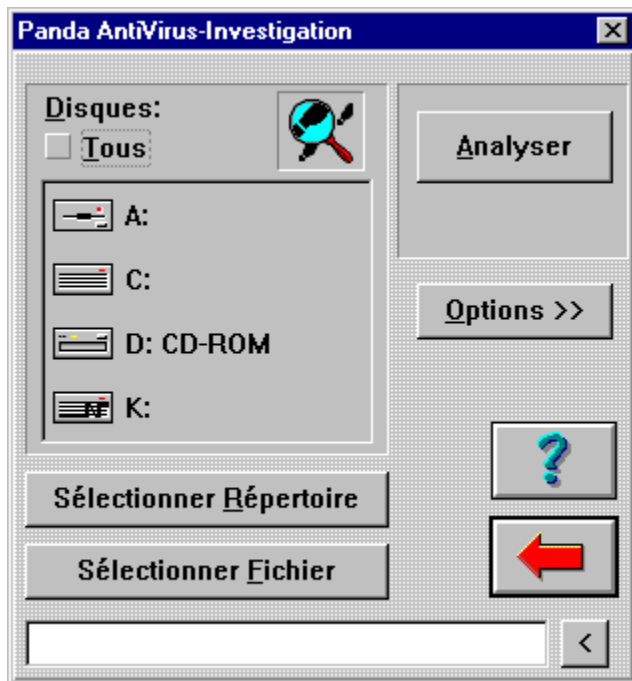 Panda AntiVirus-Investigation
Disques:
Tous
A:
C:
D: CD-ROM
K:
Analyser
Options >>
Sélectionner Répertoire
Sélectionner Fichier
?
<